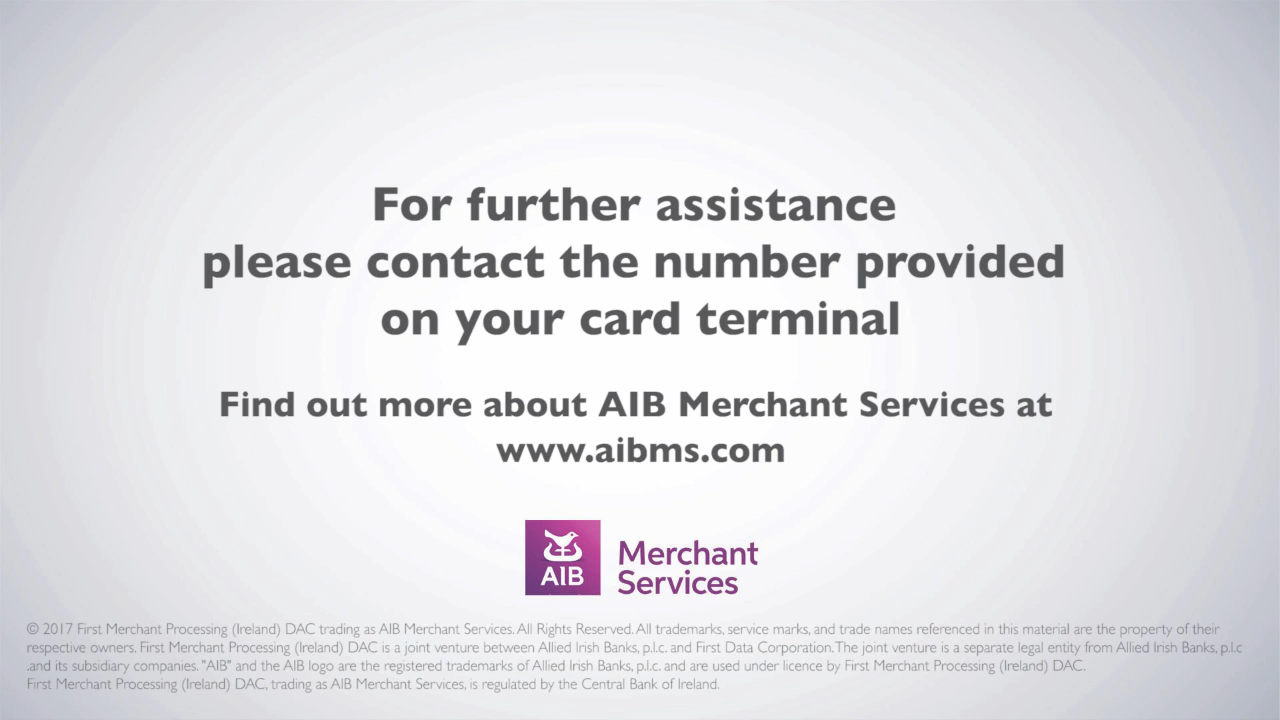 For further assistance
please contact the number provided
on your card terminal
Find out more about AIB Merchant Services at
www.aibms.com
AIB
Merchant
Services
© 2017 First Merchant Processing (Ireland) DAC trading as AIB Merchant Services. All Rights Reserved. All trademarks, service marks, and trade names referenced in this material are the property of their
respective owners. First Merchant Processing (Ireland) DAC is a joint venture between Allied Irish Banks, p.l.c. and First Data Corporation. The joint venture is a separate legal entity from Allied Irish Banks, p.l.c
.and its subsidiary companies. "AIB" and the AIB logo are the registered trademarks of Allied Irish Banks, p.l.c. and are used under licence by First Merchant Processing (Ireland) DAC.
First Merchant Processing (Ireland) DAC, trading as AIB Merchant Services, is regulated by the Central Bank of Ireland.